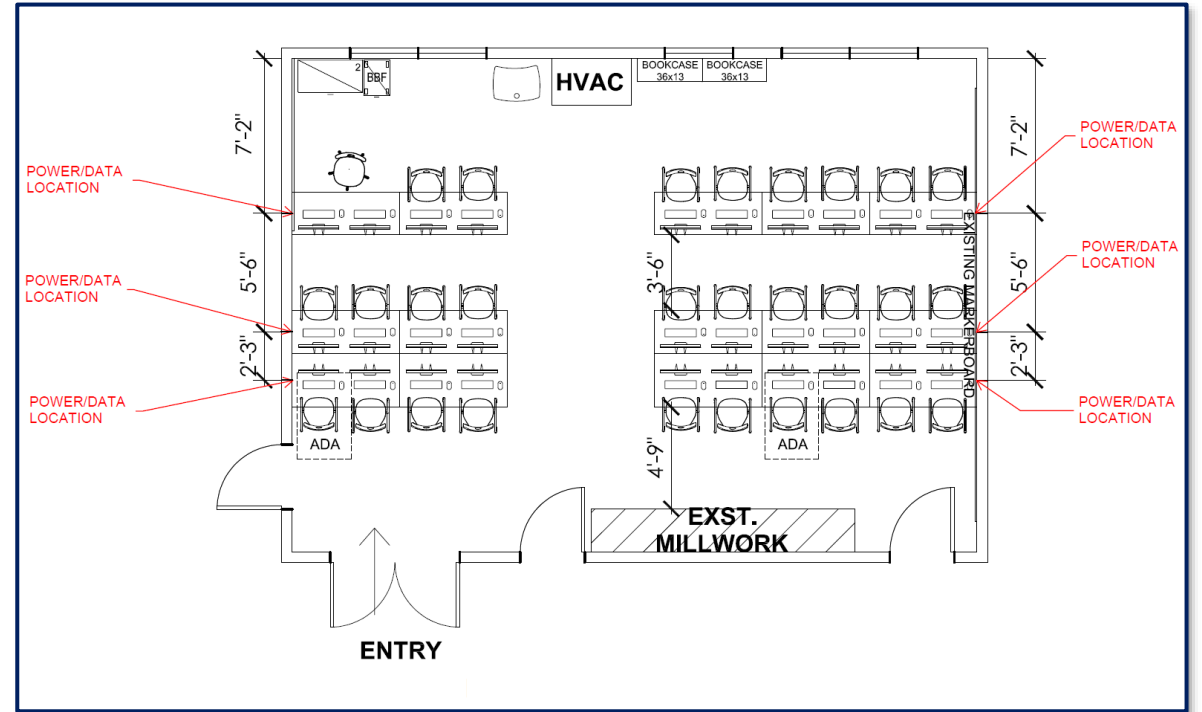 2
BBF
HVAC
BOOKCASE
36x13
BOOKCASE
36x13
7'-2"
7'-2"
POWER/DATA
LOCATION
POWER/DATA
LOCATION
EXISTING MARKERBOARD
5'-6"
3'-6"
5'-6"
POWER/DATA
LOCATION
POWER/DATA
LOCATION
2'-3"
2'-3"
POWER/DATA
LOCATION
POWER/DATA
LOCATION
ADA
ADA
4'-9"
EXST.
MILLWORK
ENTRY